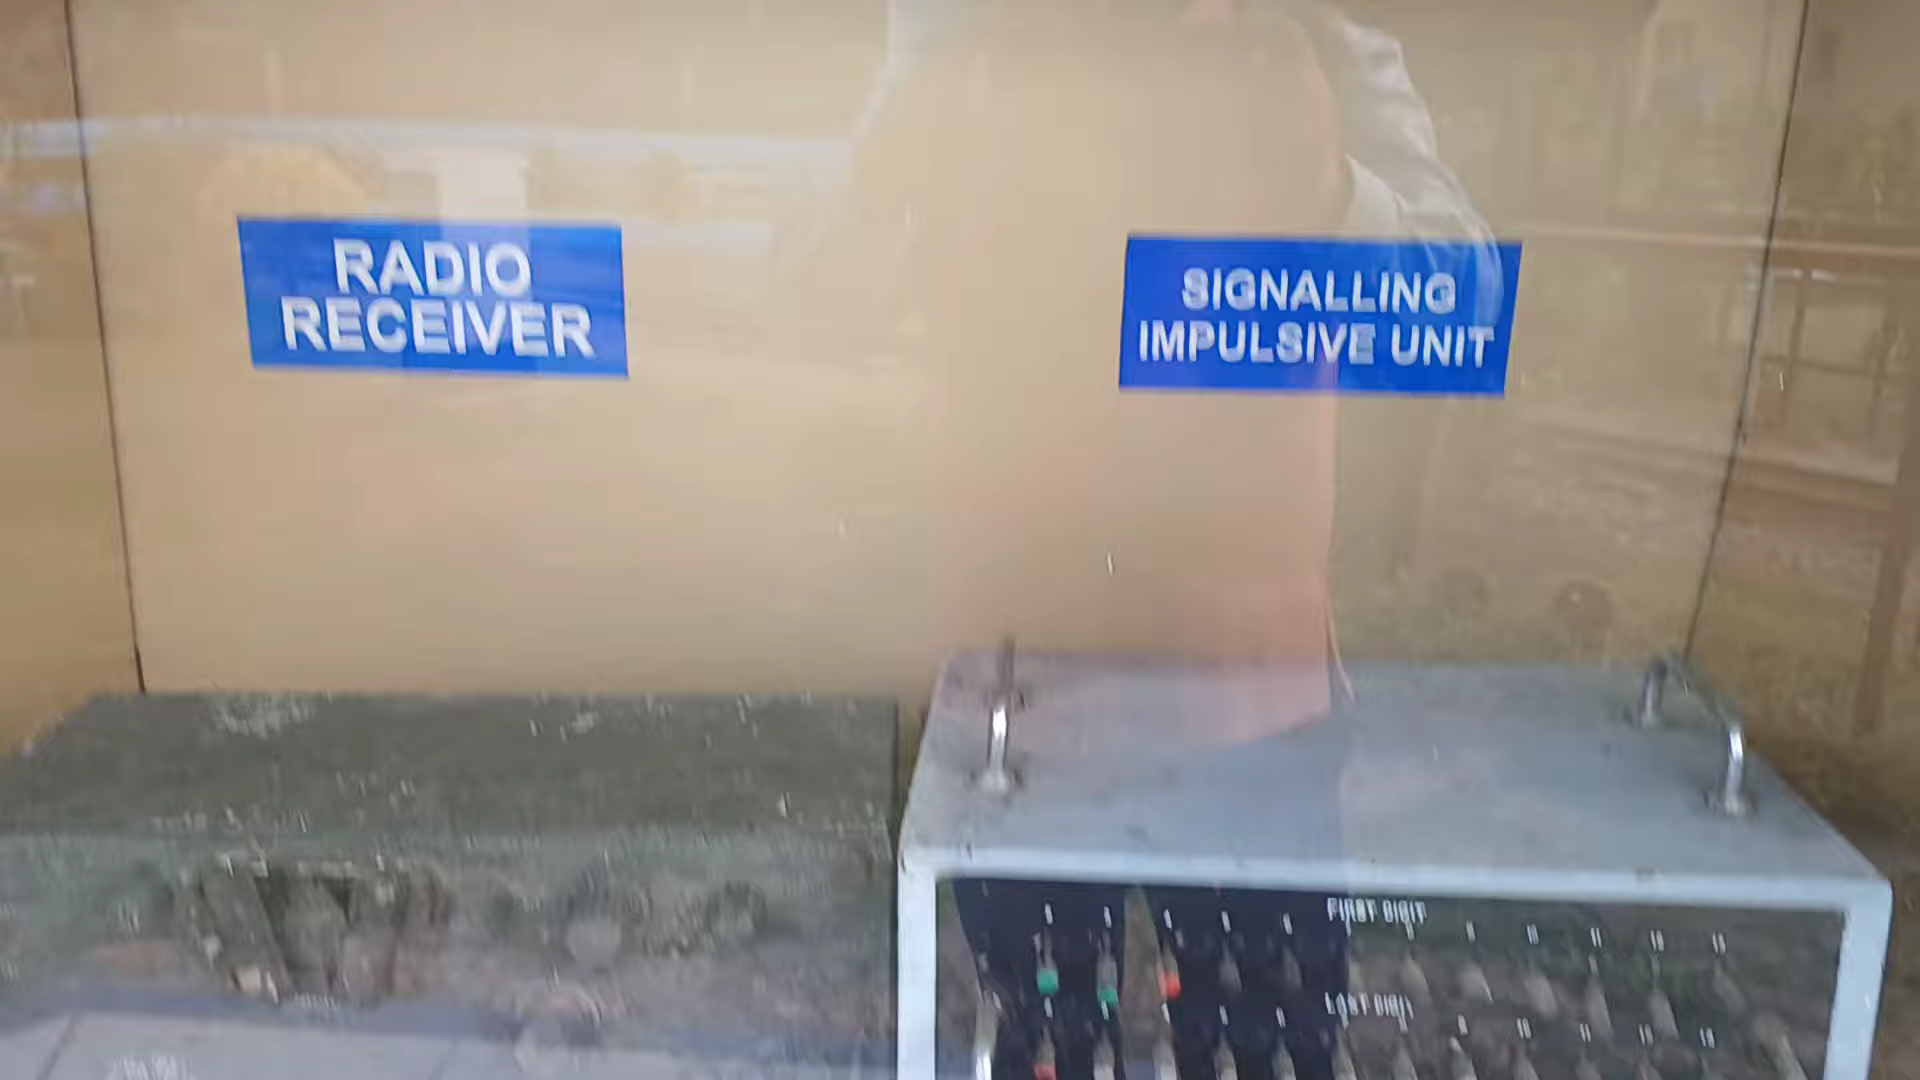 RADIO
RECEIVER
SIGNALLING
IMPULSIVE UNIT
FIRST DIGIT
LAST DIGIT